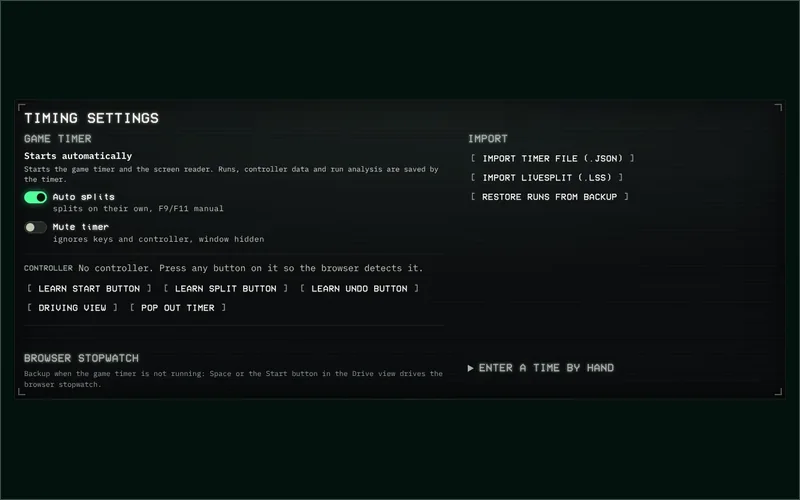 TIMING SETTINGS
GAME TIMER
Starts automatically
Starts the game timer and the screen reader. Runs, controller data and run analysis are saved by
the timer.
Auto splits
splits on their own, F9/F11 manual
Mute timer
ignores keys and controller, window hidden
CONTROLLER No controller. Press any button on it so the browser detects it.
[ LEARN START BUTTON ] [ LEARN SPLIT BUTTON ] [ LEARN UNDO BUTTON ]
[ DRIVING VIEW ] [ POP OUT TIMER ]
BROWSER STOPWATCH
Backup when the game timer is not running: Space or the Start button in the Drive view drives the
browser stopwatch.
IMPORT
[ IMPORT TIMER FILE (.JSON) ]
[ IMPORT LIVESPLIT (.LSS) ]
[ RESTORE RUNS FROM BACKUP ]
▶ ENTER A TIME BY HAND